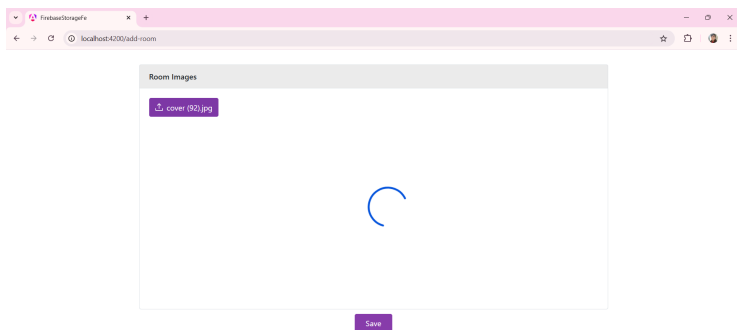 FirebaseStorageFe
localhost:4200/add-room
Room Images
cover (92).jpg
Save